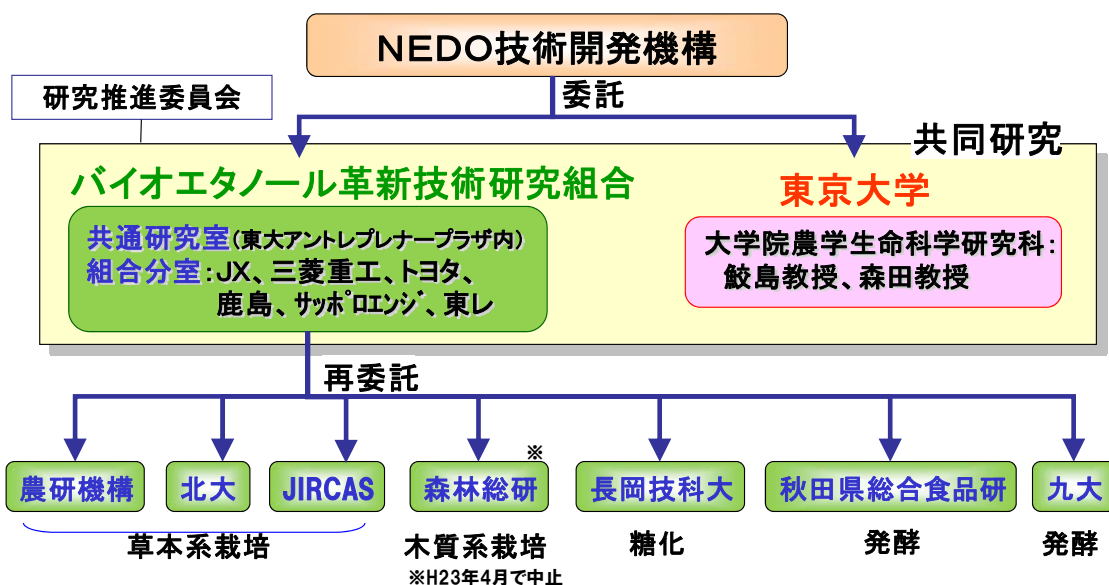 NEDO技術開発機構
研究推進委員会
委託
共同研究
バイオエタノール革新技術研究組合
東京大学
共通研究室(東大アントレプレナープラザ内)
組合分室:JX、三菱重工、トヨタ、
鹿島、サッポロエンジ、東レ
大学院農学生命科学研究科:
鮫島教授、森田教授
再委託
※
農研機構
北大
JIRCAS
森林総研
長岡技科大
秋田県総合食品研
九大
草本系栽培
木質系栽培
糖化
発酵
発酵
※H23年4月で中止